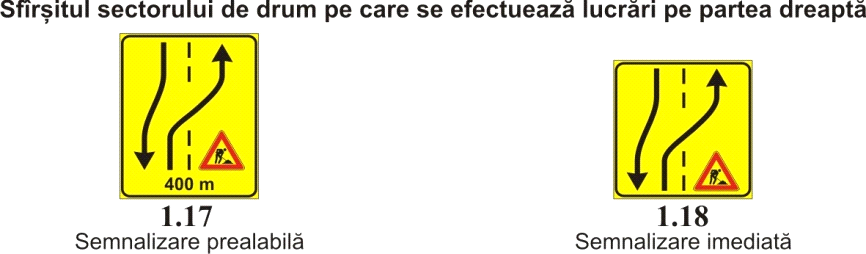 Sfîrșitul sectorului de drum pe care se efectuează lucrări pe partea dreaptă
400 m
1.17
1.18
Semnalizare prealabilă
Semnalizare imediată